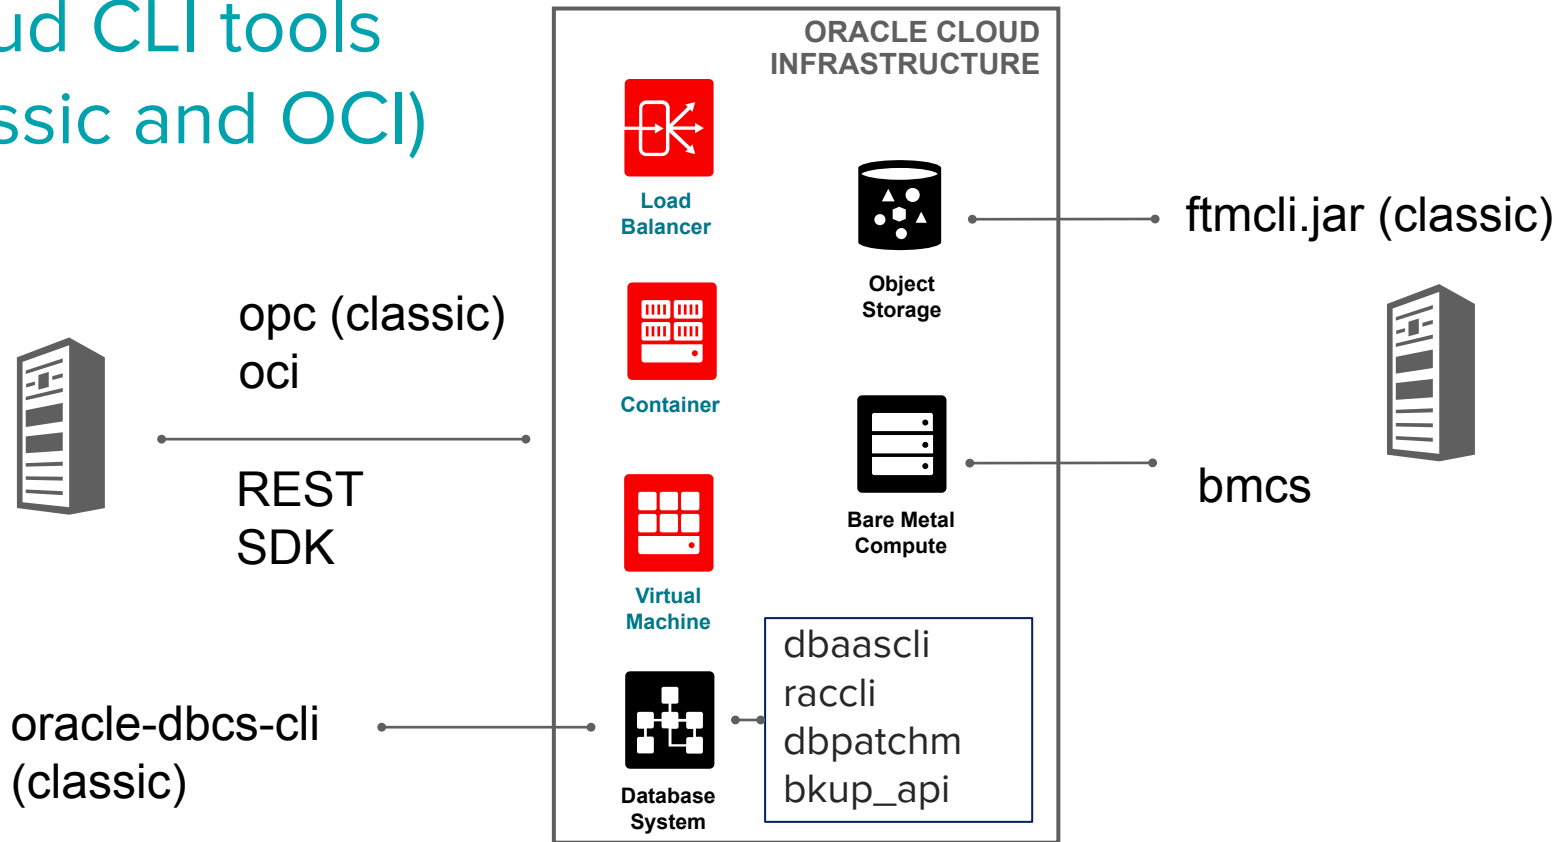 ud CLI tools
ssic and OCI)
ORACLE CLOUD
INFRASTRUCTURE
Load
Balancer
Object
Storage
ftmcli.jar (classic)
opc (classic)
oci
Container
REST
SDK
Bare Metal
Compute
bmcs
Virtual
Machine
dbaascli
raccli
dbpatchm
bkup_api
oracle-dbcs-cli
(classic)
Database
System